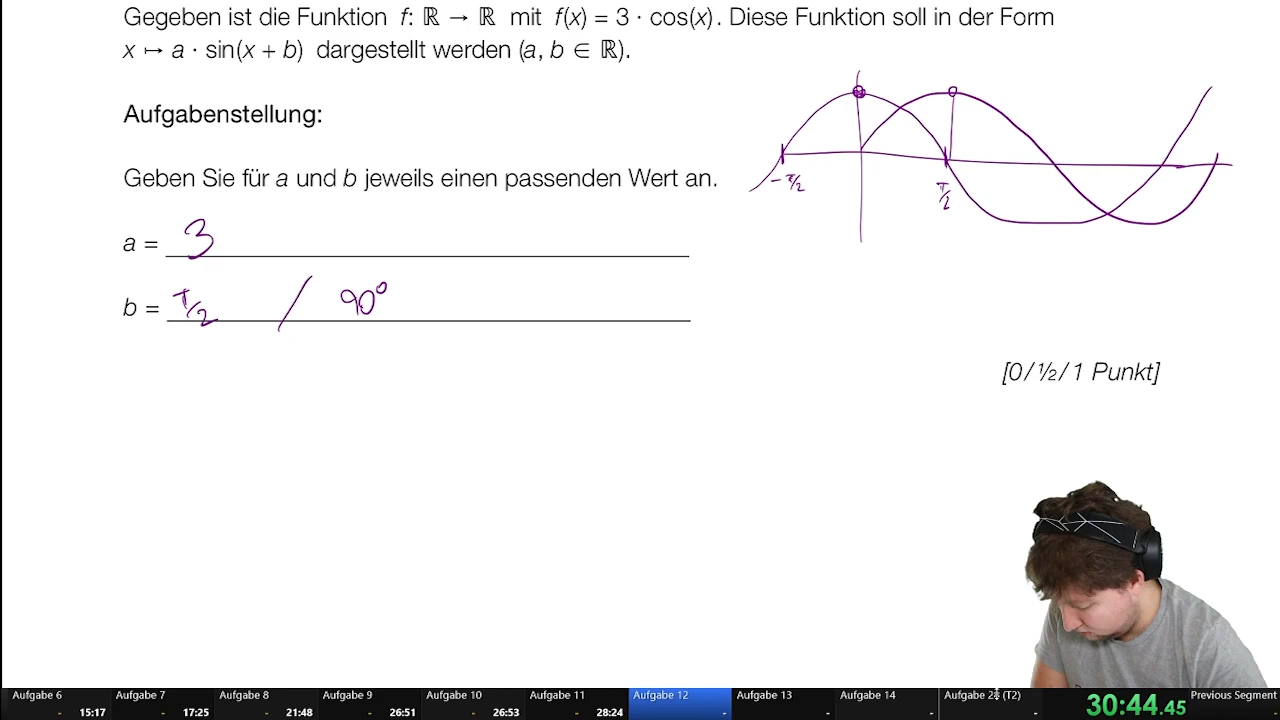 Gegeben ist die Funktion f: ℝ → ℝ mit f(x) = 3 · cos(x). Diese Funktion soll in der Form
x ↦ a · sin(x + b) dargestellt werden (a, b ∈ ℝ).
Aufgabenstellung:
Geben Sie für a und b jeweils einen passenden Wert an.
-π/2
π/2
a = 3
b = π/2 / 90°
[0/½/1 Punkt]
Aufgabe 6 Aufgabe 7 Aufgabe 8 Aufgabe 9 Aufgabe 10 Aufgabe 11 Aufgabe 12 Aufgabe 13 Aufgabe 14 Previous Segment
- 15:17 - 17:25 - 21:48 - 26:51 - 26:53 - 28:24 - - - - 30:44.45 -